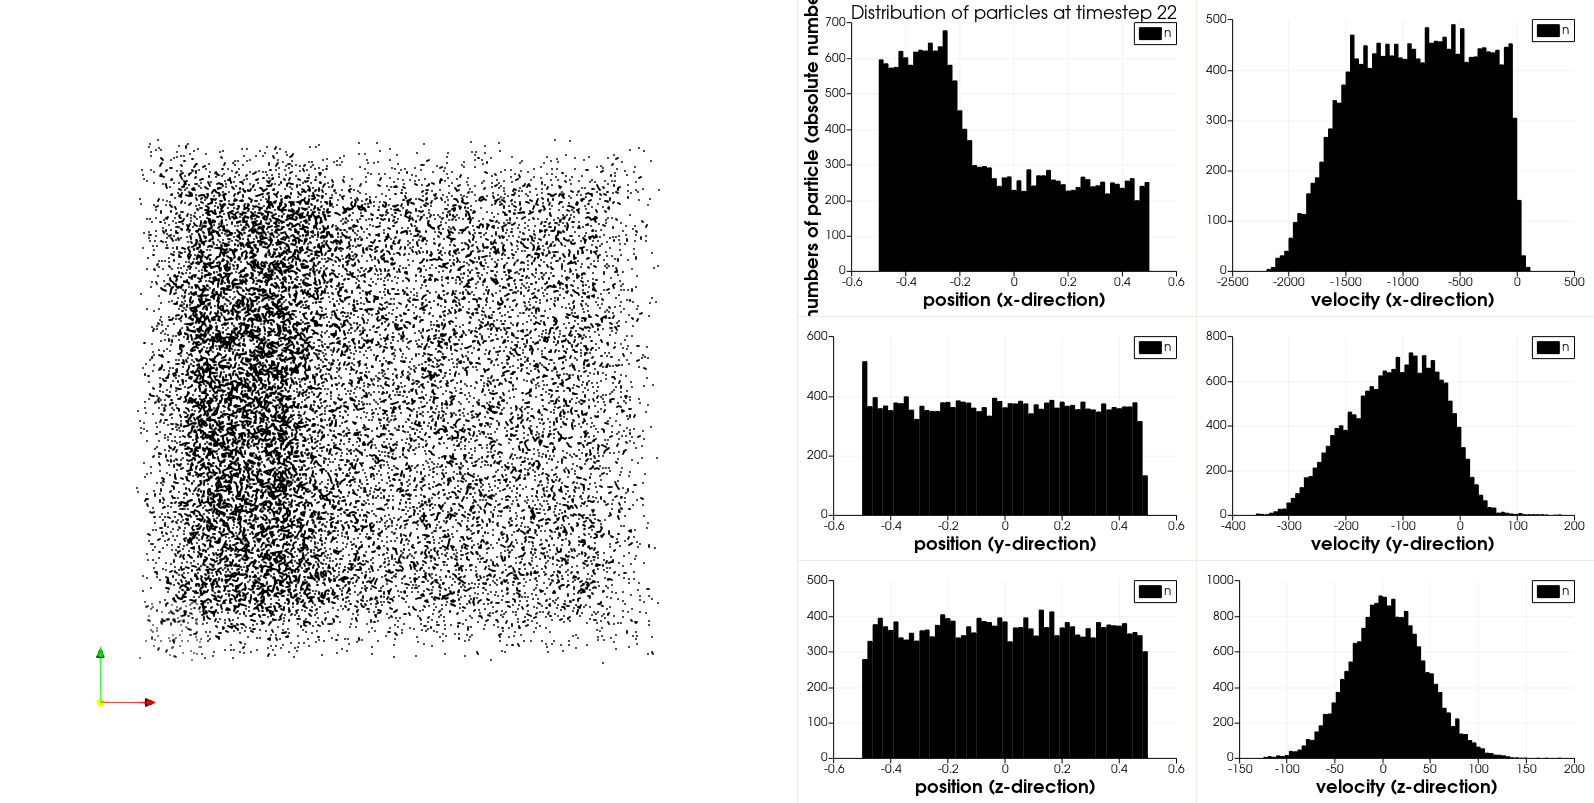 Distribution of particles at timestep 22
numbers of particle (absolute numbe
700
600
500
400
300
200
100
0
-0.6 -0.4 -0.2 0 0.2 0.4 0.6
position (x-direction)
n
500
400
300
200
100
0
-2500 -2000 -1500 -1000 -500 0 500
velocity (x-direction)
n
600
400
200
0
-0.6 -0.4 -0.2 0 0.2 0.4 0.6
position (y-direction)
n
800
600
400
200
0
-400 -300 -200 -100 0 100 200
velocity (y-direction)
n
500
400
300
200
100
0
-0.6 -0.4 -0.2 0 0.2 0.4 0.6
position (z-direction)
n
1000
800
600
400
200
0
-150 -100 -50 0 50 100 150 200
velocity (z-direction)
n